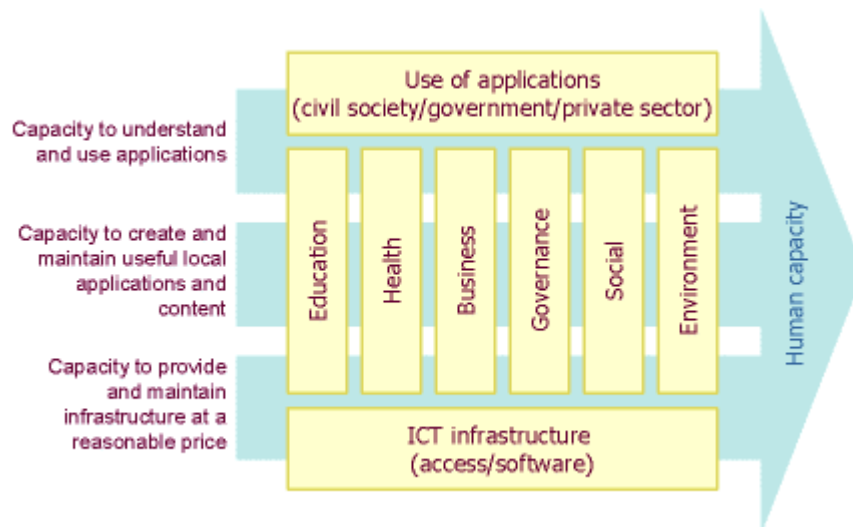 Use of applications
(civil society/government/private sector)
Capacity to understand
and use applications
Capacity to create and
maintain useful local
applications and
content
Capacity to provide
and maintain
infrastructure at a
reasonable price
Education
Health
Business
Governance
Social
Environment
Human capacity
ICT infrastructure
(access/software)